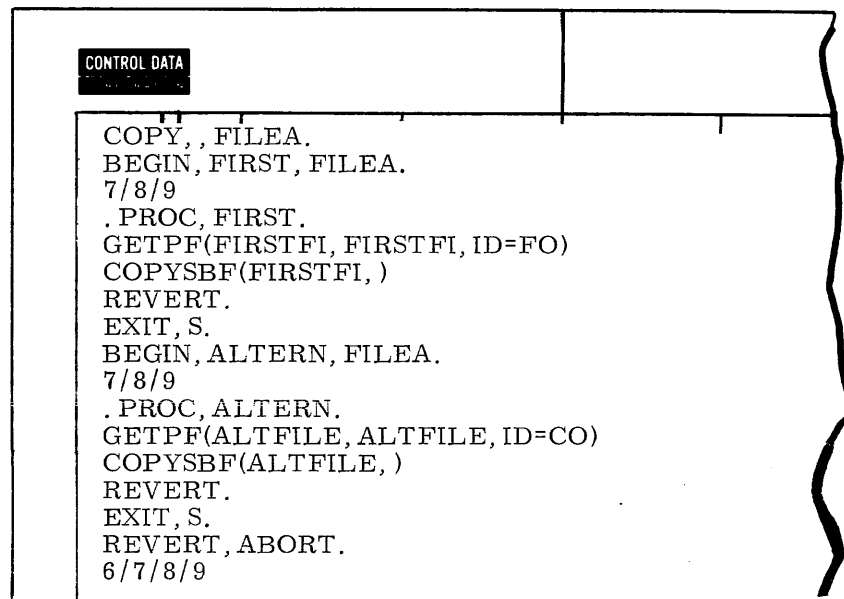 CONTROL DATA
COPY, , FILEA.
BEGIN, FIRST, FILEA.
7/8/9
. PROC, FIRST.
GETPF(FIRSTFI, FIRSTFI, ID=FO)
COPYSBF(FIRSTFI, )
REVERT.
EXIT, S.
BEGIN, ALTERN, FILEA.
7/8/9
. PROC, ALTERN.
GETPF(ALTFILE, ALTFILE, ID=CO)
COPYSBF(ALTFILE, )
REVERT.
EXIT, S.
REVERT, ABORT.
6/7/8/9